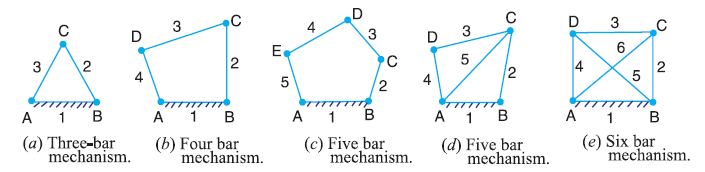 C
3 2
A 1 B
(a) Three-bar
mechanism.
C
3
D
2
4
A 1 B
(b) Four bar
mechanism.
D
4 3
E C
5 2
A 1 B
(c) Five bar
mechanism.
C
D 3
5
4 2
A 1 B
(d) Five bar
mechanism.
D 3 C
6
4 2
5
A 1 B
(e) Six bar
mechanism.